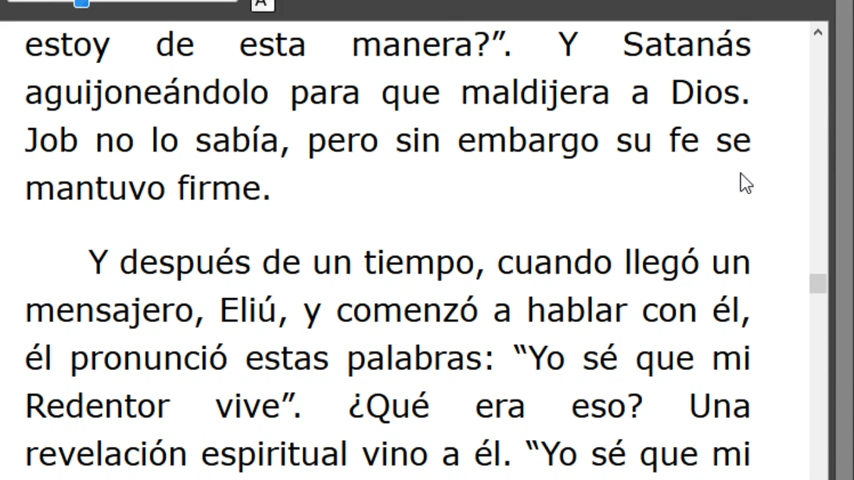 A
estoy de esta manera?”. Y Satanás
aguijoneándolo para que maldijera a Dios.
Job no lo sabía, pero sin embargo su fe se
mantuvo firme.
Y después de un tiempo, cuando llegó un
mensajero, Eliú, y comenzó a hablar con él,
él pronunció estas palabras: “Yo sé que mi
Redentor vive”. ¿Qué era eso? Una
revelación espiritual vino a él. “Yo sé que mi